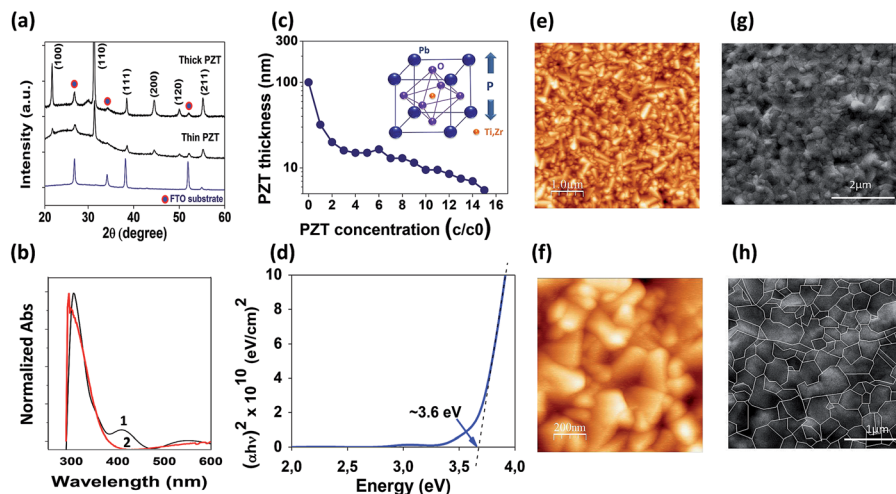 (a)
Intensity (a.u.)
(100)
(110)
(111)
(200)
(120)
(211)
Thick PZT
Thin PZT
FTO substrate
20 30 40 50 60
2θ (degree)
(b)
Normalized Abs
1
2
300 400 500 600
Wavelength (nm)
(c)
PZT thickness (nm)
300
100
10
Pb
O
P
Ti,Zr
0 2 4 6 8 10 12 14 16
PZT concentration (c/c0)
(d)
(αhν)² x 10¹⁰ (eV/cm)²
10
8
6
4
2
0
~3.6 eV
2,0 2,5 3,0 3,5 4,0
Energy (eV)
(e)
1.0µm
(f)
200nm
(g)
2µm
(h)
1µm